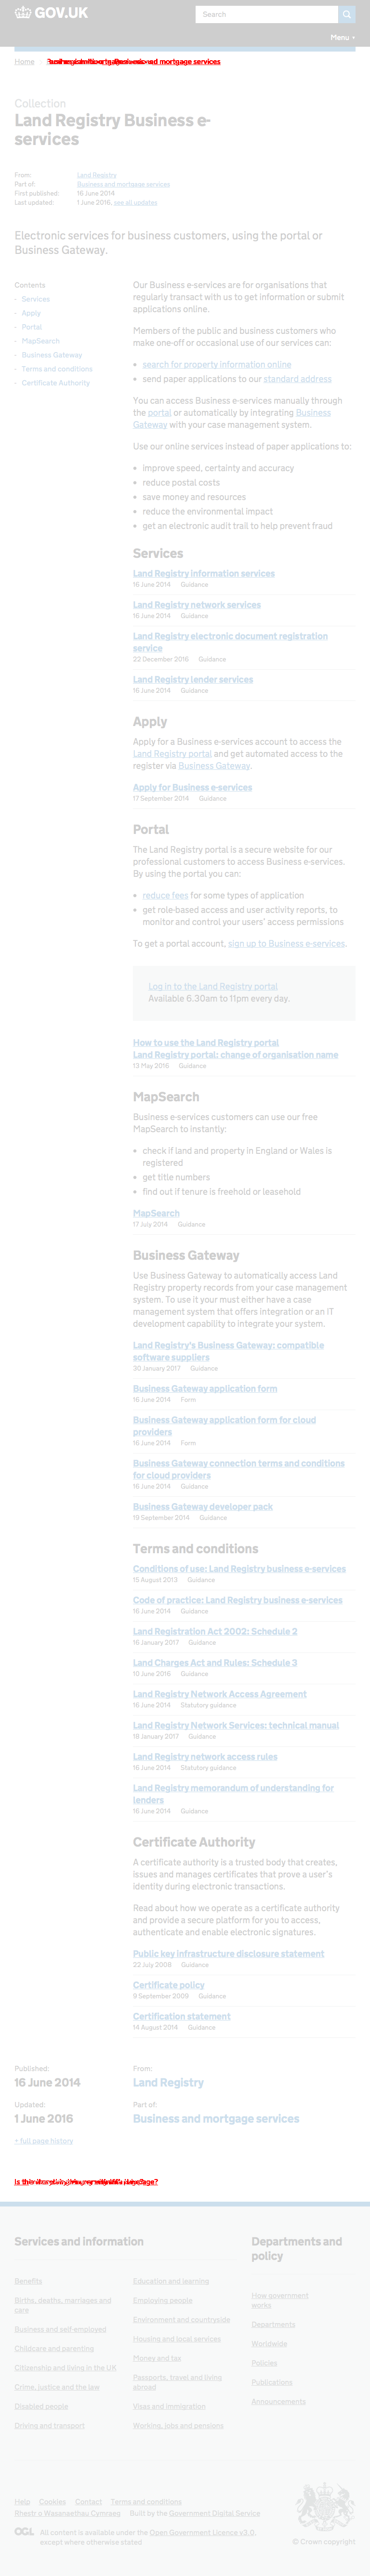 GOV.UK
Search
Menu
Home
Collection
Land Registry Business e-
services
From: Land Registry
Part of: Business and mortgage services
First published: 16 June 2014
Last updated: 1 June 2016, see all updates
Electronic services for business customers, using the portal or
Business Gateway.
Contents
Services
Apply
Portal
MapSearch
Business Gateway
Terms and conditions
Certificate Authority
Our Business e-services are for organisations that
regularly transact with us to get information or submit
applications online.
Members of the public and business customers who
make one-off or occasional use of our services can:
search for property information online
send paper applications to our standard address
You can access Business e-services manually through
the portal or automatically by integrating Business
Gateway with your case management system.
Use our online services instead of paper applications to:
improve speed, certainty and accuracy
reduce postal costs
save money and resources
reduce the environmental impact
get an electronic audit trail to help prevent fraud
Services
Land Registry information services
16 June 2014 Guidance
Land Registry network services
16 June 2014 Guidance
Land Registry electronic document registration
service
22 December 2016 Guidance
Land Registry lender services
16 June 2014 Guidance
Apply
Apply for a Business e-services account to access the
Land Registry portal and get automated access to the
register via Business Gateway.
Apply for Business e-services
17 September 2014 Guidance
Portal
The Land Registry portal is a secure website for our
professional customers to access Business e-services.
By using the portal you can:
reduce fees for some types of application
get role-based access and user activity reports, to
monitor and control your users' access permissions
To get a portal account, sign up to Business e-services.
Log in to the Land Registry portal
Available 6.30am to 11pm every day.
How to use the Land Registry portal
Land Registry portal: change of organisation name
13 May 2016 Guidance
MapSearch
Business e-services customers can use our free
MapSearch to instantly:
check if land and property in England or Wales is
registered
get title numbers
find out if tenure is freehold or leasehold
MapSearch
17 July 2014 Guidance
Business Gateway
Use Business Gateway to automatically access Land
Registry property records from your case management
system. To use it your must either have a case
management system that offers integration or an IT
development capability to integrate your system.
Land Registry's Business Gateway: compatible
software suppliers
30 January 2017 Guidance
Business Gateway application form
16 June 2014 Form
Business Gateway application form for cloud
providers
16 June 2014 Form
Business Gateway connection terms and conditions
for cloud providers
16 June 2014 Guidance
Business Gateway developer pack
19 September 2014 Guidance
Terms and conditions
Conditions of use: Land Registry business e-services
15 August 2013 Guidance
Code of practice: Land Registry business e-services
16 June 2014 Guidance
Land Registration Act 2002: Schedule 2
16 January 2017 Guidance
Land Charges Act and Rules: Schedule 3
10 June 2016 Guidance
Land Registry Network Access Agreement
16 June 2014 Statutory guidance
Land Registry Network Services: technical manual
18 January 2017 Guidance
Land Registry network access rules
16 June 2014 Statutory guidance
Land Registry memorandum of understanding for
lenders
16 June 2014 Guidance
Certificate Authority
A certificate authority is a trusted body that creates,
issues and manages certificates that prove a user's
identity during electronic transactions.
Read about how we operate as a certificate authority
and provide a secure platform for you to access,
authenticate and enable electronic signatures.
Public key infrastructure disclosure statement
22 July 2008 Guidance
Certificate policy
9 September 2009 Guidance
Certification statement
14 August 2014 Guidance
Published: From:
16 June 2014 Land Registry
Updated: Part of:
1 June 2016 Business and mortgage services
+ full page history
Services and information
Benefits
Births, deaths, marriages and
care
Business and self-employed
Childcare and parenting
Citizenship and living in the UK
Crime, justice and the law
Disabled people
Driving and transport
Education and learning
Employing people
Environment and countryside
Housing and local services
Money and tax
Passports, travel and living
abroad
Visas and immigration
Working, jobs and pensions
Departments and
policy
How government
works
Departments
Worldwide
Policies
Publications
Announcements
Help Cookies Contact Terms and conditions
Rhestr o Wasanaethau Cymraeg Built by the Government Digital Service
OGL All content is available under the Open Government Licence v3.0,
except where otherwise stated
© Crown copyright